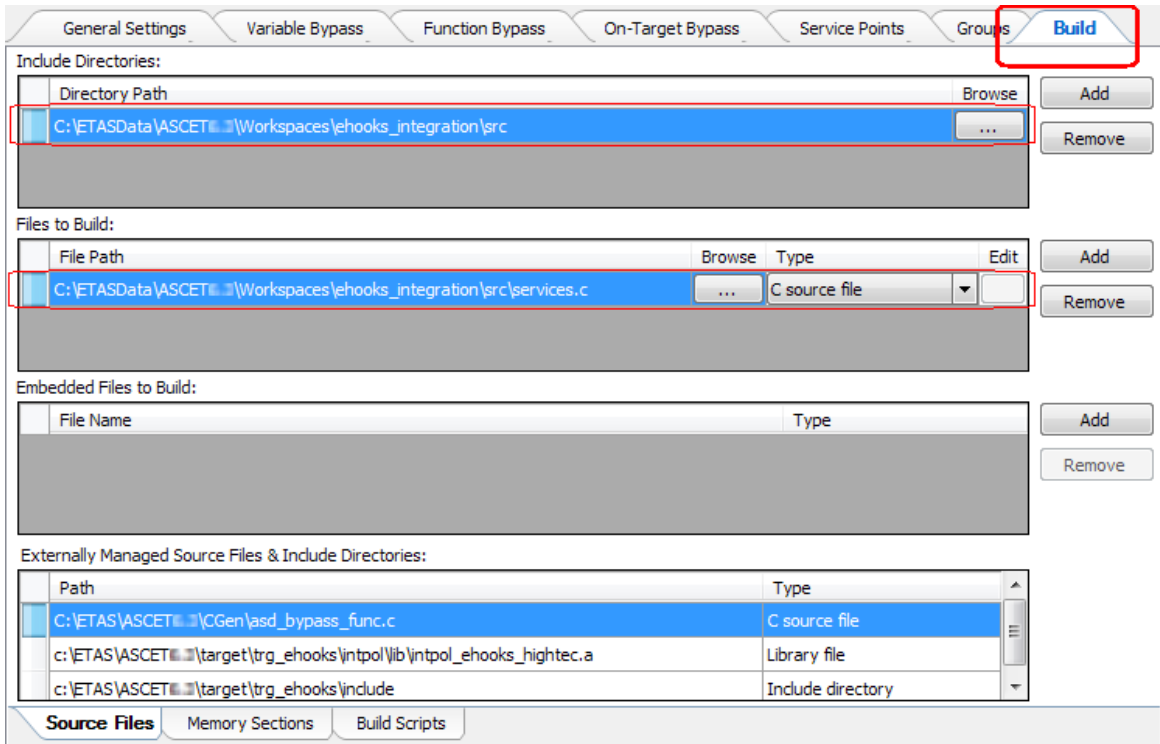 General Settings Variable Bypass Function Bypass On-Target Bypass Service Points Groups Build
Include Directories:
Directory Path Browse Add
C:\ETASData\ASCET \Workspaces\ehooks_integration\src ...
Remove
Files to Build:
File Path Browse Type Edit Add
C:\ETASData\ASCET \Workspaces\ehooks_integration\src\services.c ... C source file
Remove
Embedded Files to Build:
File Name Type Add
Remove
Externally Managed Source Files & Include Directories:
Path Type
C:\ETAS\ASCET \CGen\asd_bypass_func.c C source file
c:\ETAS\ASCET \target\trg_ehooks\intpol\lib\intpol_ehooks_hightec.a Library file
c:\ETAS\ASCET \target\trg_ehooks\include Include directory
Source Files Memory Sections Build Scripts